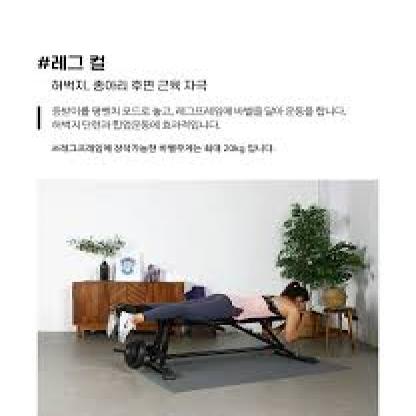 #레그 컬
허벅지, 종아리 후면 근육 자극
등받이를 평벤치 모드로 놓고, 레그프레임에 바벨을 달아 운동을 합니다.
허벅지 단련과 힙업운동에 효과적입니다.
※레그프레임에 장착가능한 바벨무게는 최대 20kg 입니다.